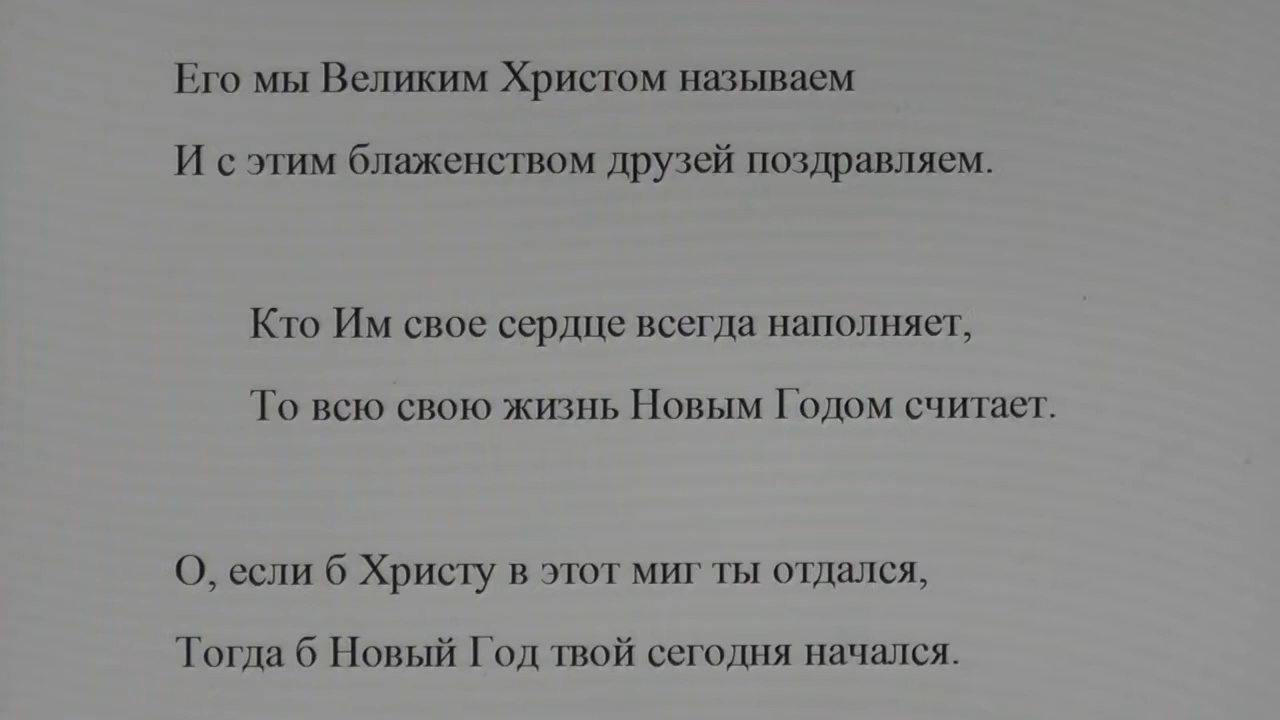 Его мы Великим Христом называем
И с этим блаженством друзей поздравляем.
Кто Им свое сердце всегда наполняет,
То всю свою жизнь Новым Годом считает.
О, если б Христу в этот миг ты отдался,
Тогда б Новый Год твой сегодня начался.